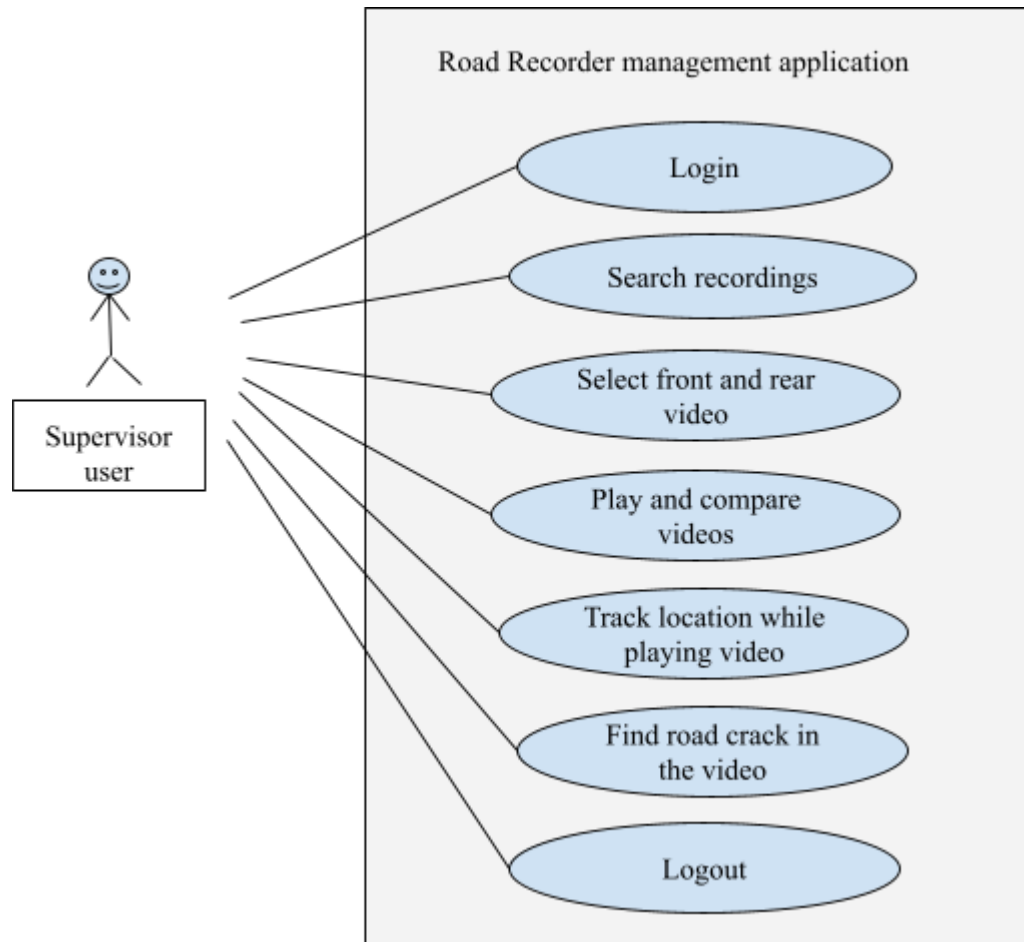 Road Recorder management application
Login
Search recordings
Select front and rear
video
Supervisor
user
Play and compare
videos
Track location while
playing video
Find road crack in
the video
Logout